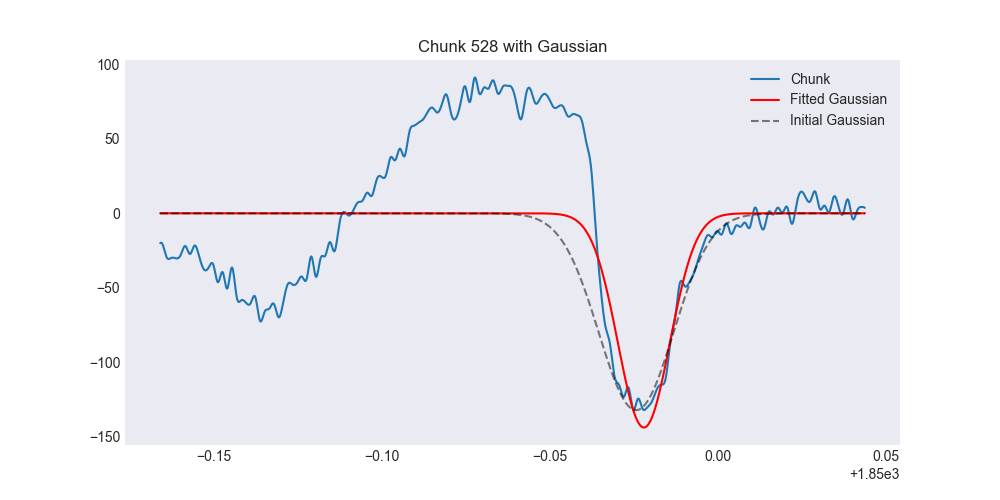 Chunk 528 with Gaussian
100
50
0
−50
−100
−150
Chunk
Fitted Gaussian
Initial Gaussian
−0.15
−0.10
−0.05
0.00
0.05
+1.85e3